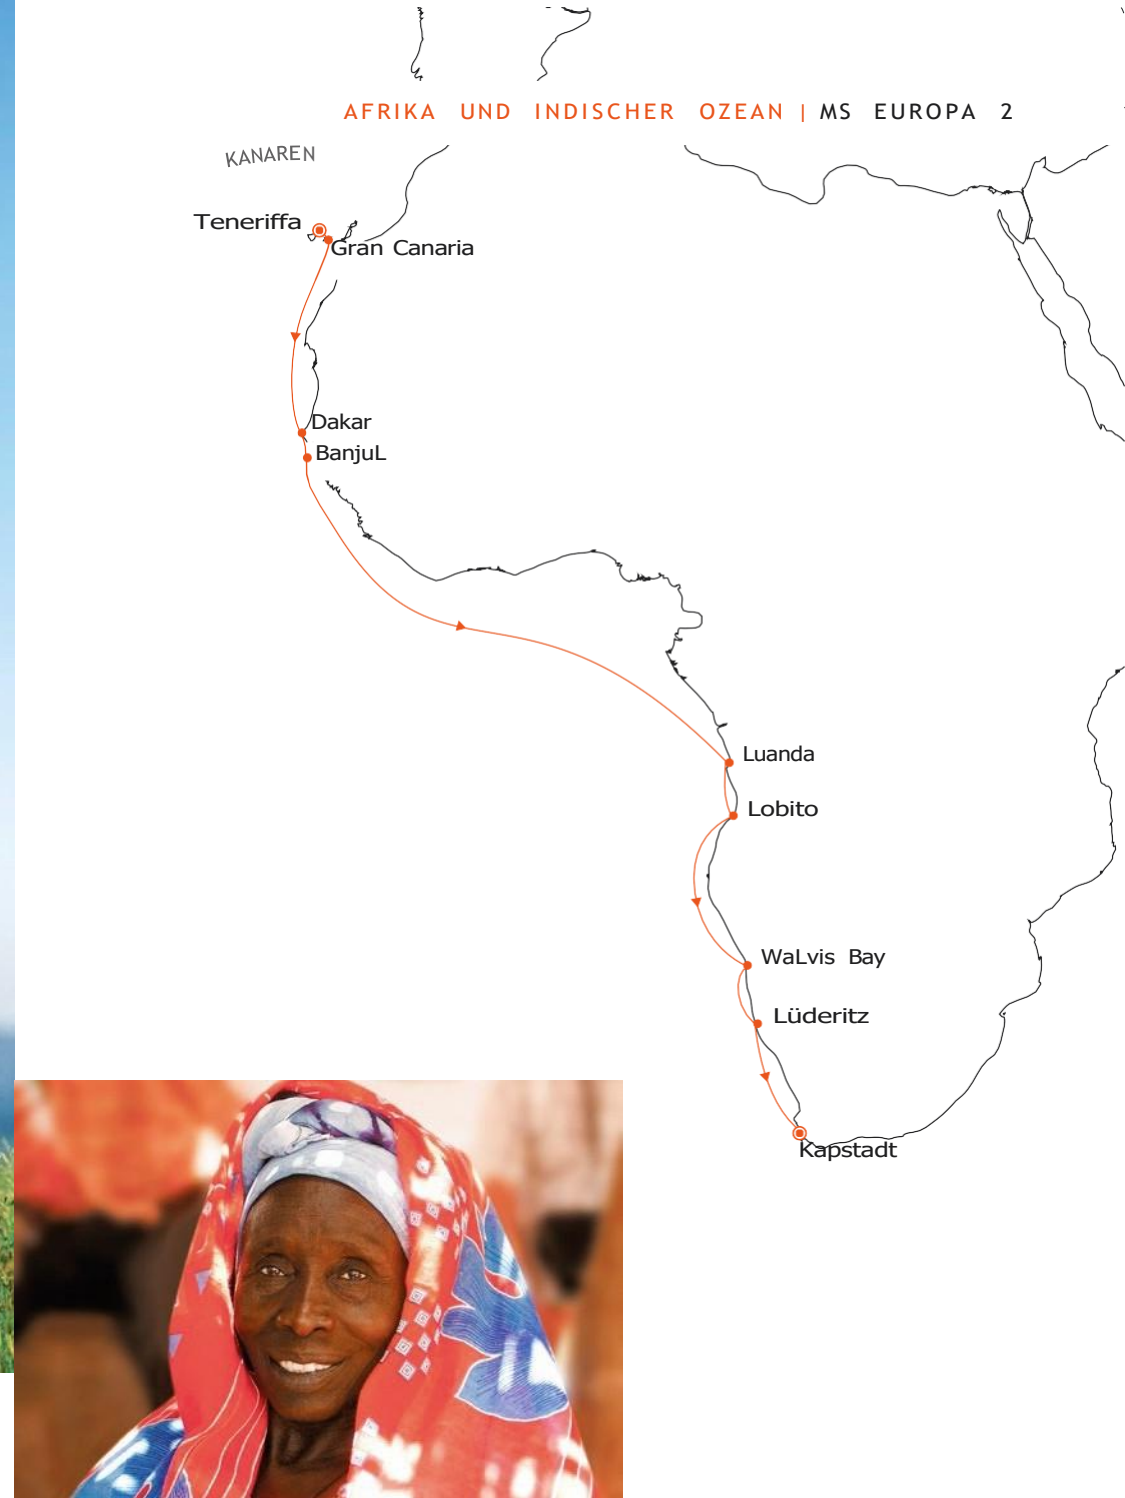 AFRIKA UND INDISCHER OZEAN | MS EUROPA 2
KANAREN
Teneriffa
Gran Canaria
Dakar
BanjuL
Luanda
Lobito
WaLvis Bay
Lüderitz
Kapstadt